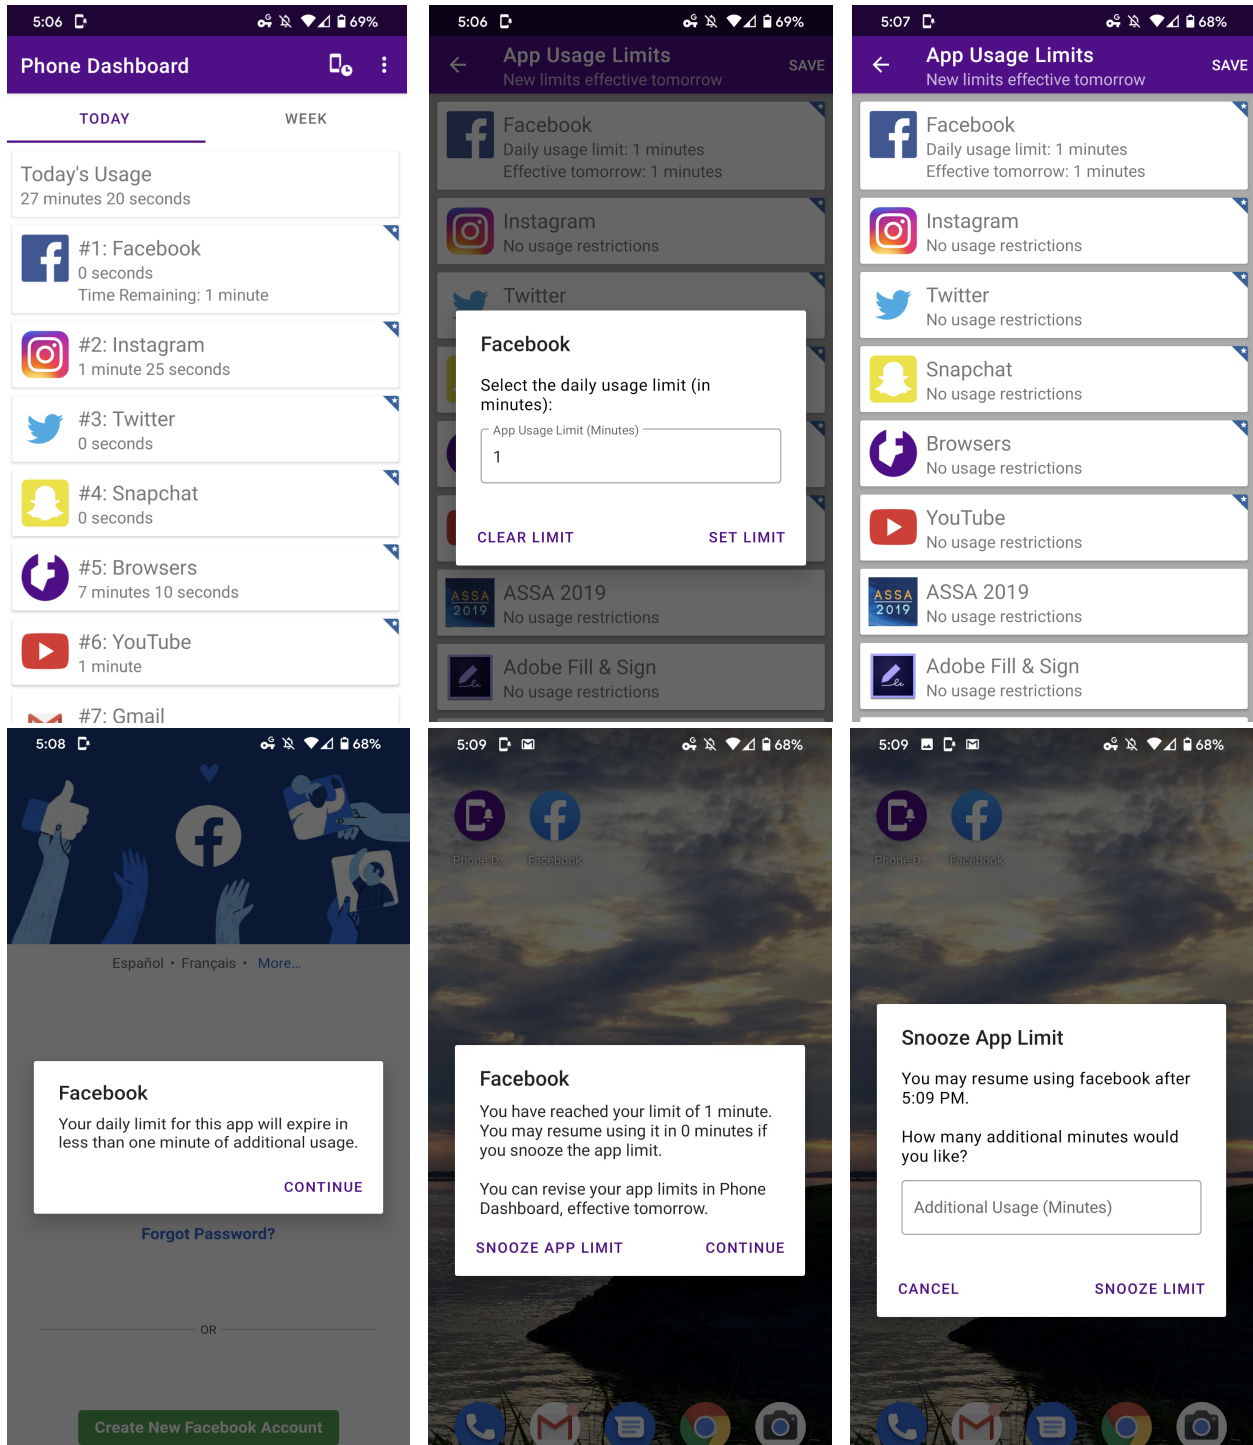 5:06
69%
Phone Dashboard
TODAY
WEEK
Today's Usage
27 minutes 20 seconds
#1: Facebook
0 seconds
Time Remaining: 1 minute
#2: Instagram
1 minute 25 seconds
#3: Twitter
0 seconds
#4: Snapchat
0 seconds
#5: Browsers
7 minutes 10 seconds
#6: YouTube
1 minute
#7: Gmail
5:06
G
69%
App Usage Limits
New limits effective tomorrow
SAVE
Facebook
Daily usage limit: 1 minutes
Effective tomorrow: 1 minutes
Instagram
No usage restrictions
Twitter
Facebook
Select the daily usage limit (in
minutes):
App Usage Limit (Minutes)
1
CLEAR LIMIT
SET LIMIT
ASSA
2019
ASSA 2019
No usage restrictions
Adobe Fill & Sign
No usage restrictions
5:07
G
68%
App Usage Limits
New limits effective tomorrow
SAVE
Facebook
Daily usage limit: 1 minutes
Effective tomorrow: 1 minutes
Instagram
No usage restrictions
Twitter
No usage restrictions
Snapchat
No usage restrictions
Browsers
No usage restrictions
YouTube
No usage restrictions
ASSA
2019
ASSA 2019
No usage restrictions
Adobe Fill & Sign
No usage restrictions
5:08
G
68%
Español • Français • More...
Facebook
Your daily limit for this app will expire in
less than one minute of additional usage.
CONTINUE
Forgot Password?
OR
Create New Facebook Account
5:09
G
68%
Phone D...
Facebook
Facebook
You have reached your limit of 1 minute.
You may resume using it in 0 minutes if
you snooze the app limit.
You can revise your app limits in Phone
Dashboard, effective tomorrow.
SNOOZE APP LIMIT
CONTINUE
5:09
G
68%
Phone D...
Facebook
Snooze App Limit
You may resume using facebook after
5:09 PM.
How many additional minutes would
you like?
Additional Usage (Minutes)
CANCEL
SNOOZE LIMIT